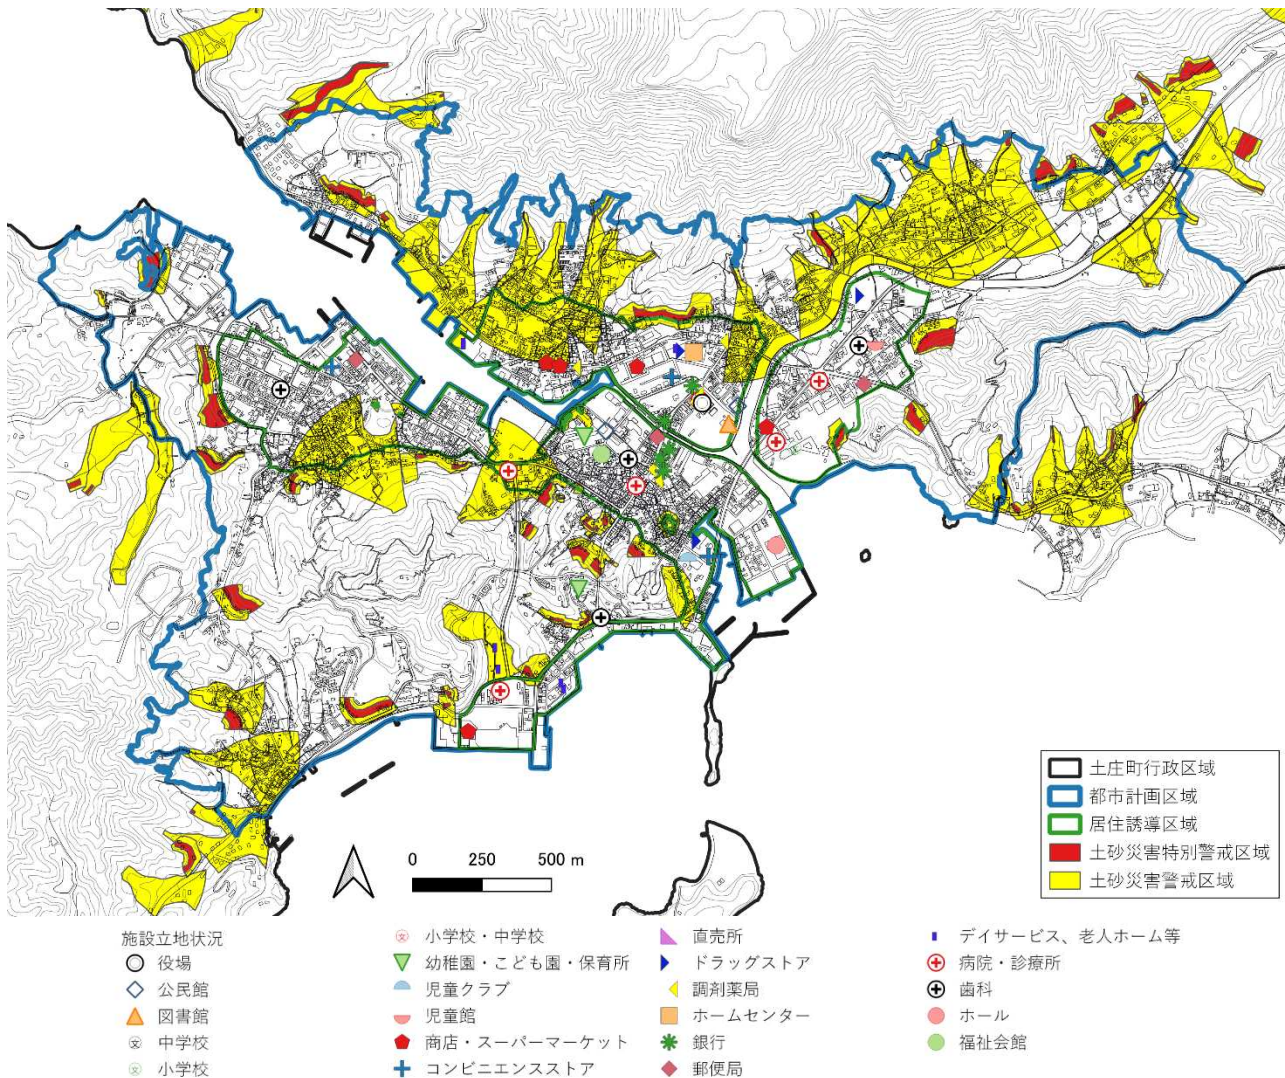 土庄町行政区域
都市計画区域
居住誘導区域
土砂災害特別警戒区域
土砂災害警戒区域
0 250 500 m
施設立地状況
役場
公民館
図書館
中学校
小学校
小学校・中学校
幼稚園・こども園・保育所
児童クラブ
児童館
商店・スーパーマーケット
コンビニエンスストア
直売所
ドラッグストア
調剤薬局
ホームセンター
銀行
郵便局
デイサービス、老人ホーム等
病院・診療所
歯科
ホール
福祉会館